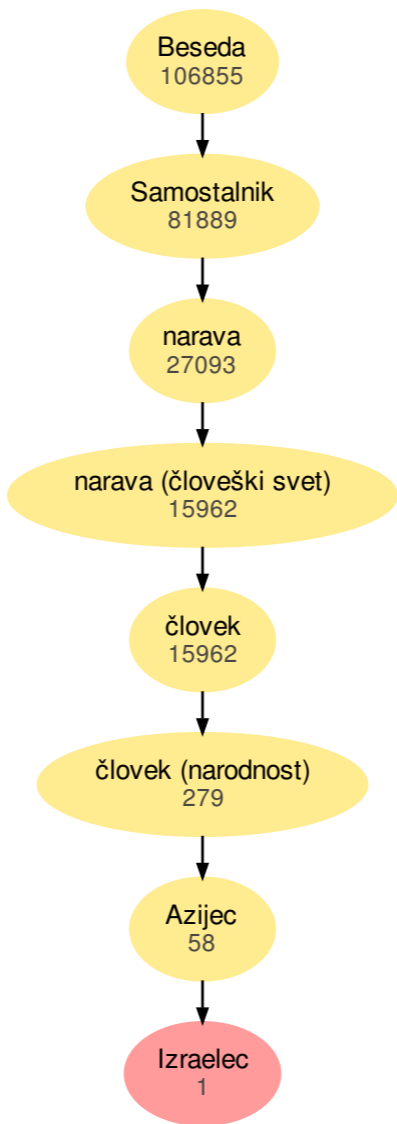 Beseda
106855
Samostalnik
81889
narava
27093
narava (človeški svet)
15962
človek
15962
človek (narodnost)
279
Azijec
58
Izraelec
1